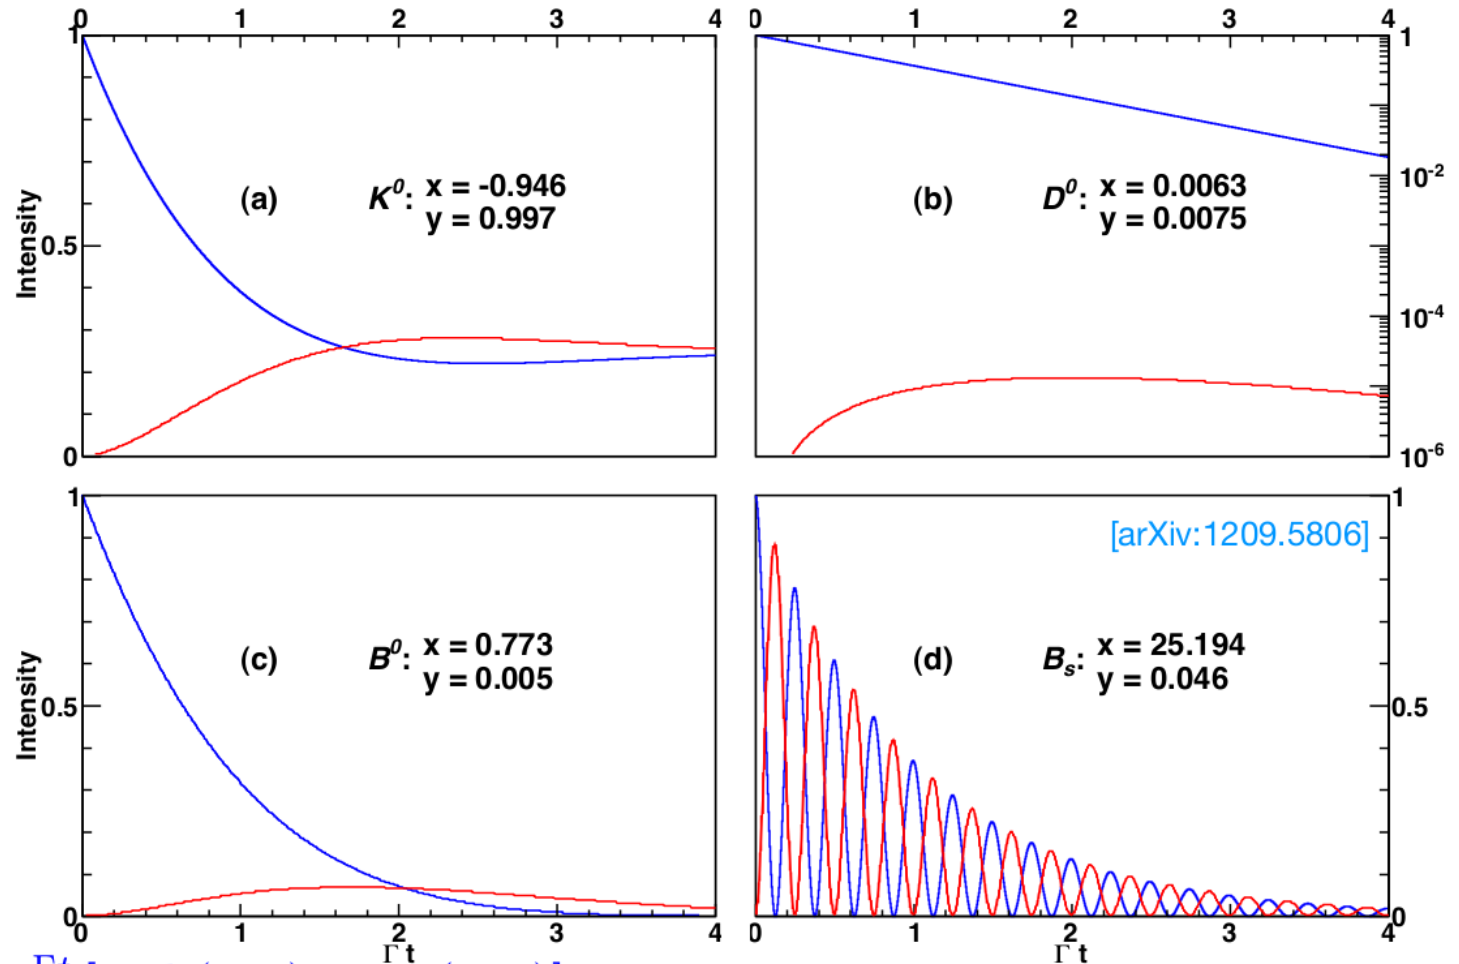 0 1 2 3 4 0 1 2 3 4
1 1
(a) K⁰: x = -0.946
y = 0.997
(b) D⁰: x = 0.0063
y = 0.0075
10⁻²
Intensity
0.5
10⁻⁴
0 10⁻⁶
1 1
[arXiv:1209.5806]
(c) B⁰: x = 0.773
y = 0.005
(d) Bₛ: x = 25.194
y = 0.046
Intensity
0.5 0.5
0 0
0 1 2 3 4 0 1 2 3 4
Γ t Γ t